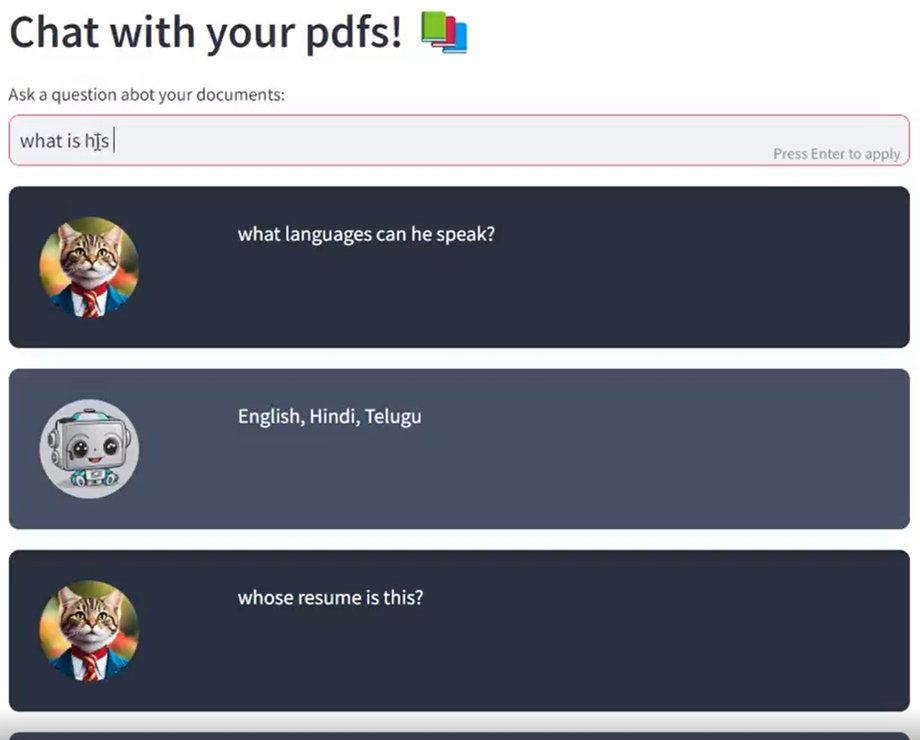 Chat with your pdfs!
Ask a question abot your documents:
what is his
Press Enter to apply
what languages can he speak?
English, Hindi, Telugu
whose resume is this?